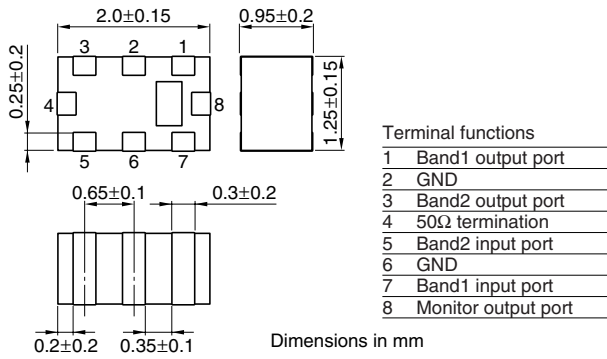 2.0±0.15
0.95±0.2
3 2 1
0.25±0.2
4
8
1.25±0.15
5 6 7
0.65±0.1
0.3±0.2
0.2±0.2
0.35±0.1
Dimensions in mm
Terminal functions
1 Band1 output port
2 GND
3 Band2 output port
4 50Ω termination
5 Band2 input port
6 GND
7 Band1 input port
8 Monitor output port